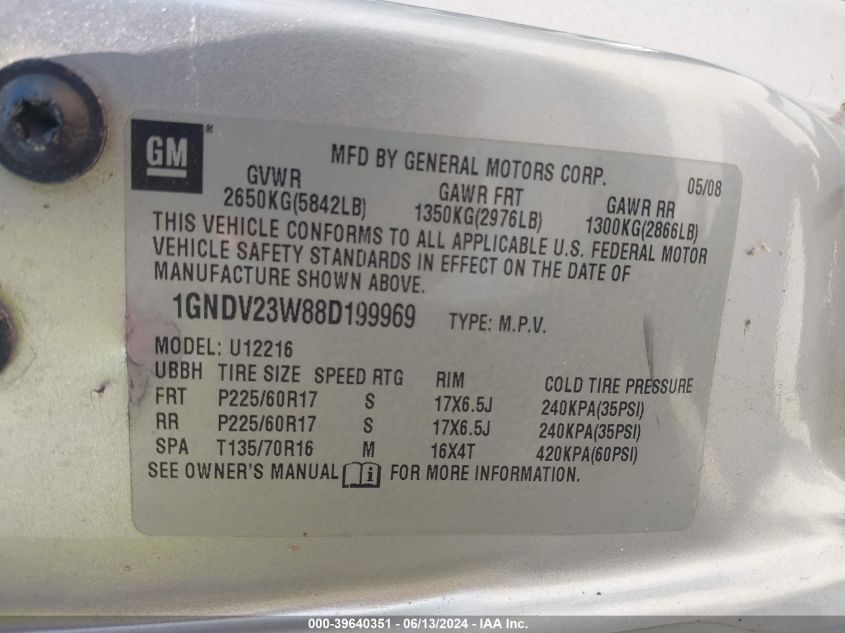 GM®
MFD BY GENERAL MOTORS CORP. 05/08
GVWR GAWR FRT GAWR RR
2650KG(5842LB) 1350KG(2976LB) 1300KG(2866LB)
THIS VEHICLE CONFORMS TO ALL APPLICABLE U.S. FEDERAL MOTOR
VEHICLE SAFETY STANDARDS IN EFFECT ON THE DATE OF
MANUFACTURE SHOWN ABOVE.
1GNDV23W88D199969 TYPE: M.P.V.
MODEL: U12216
UBBH TIRE SIZE SPEED RTG RIM COLD TIRE PRESSURE
FRT P225/60R17 S 17X6.5J 240KPA(35PSI)
RR P225/60R17 S 17X6.5J 240KPA(35PSI)
SPA T135/70R16 M 16X4T 420KPA(60PSI)
SEE OWNER'S MANUAL i FOR MORE INFORMATION.
000-39640351 - 06/13/2024 - IAA Inc.